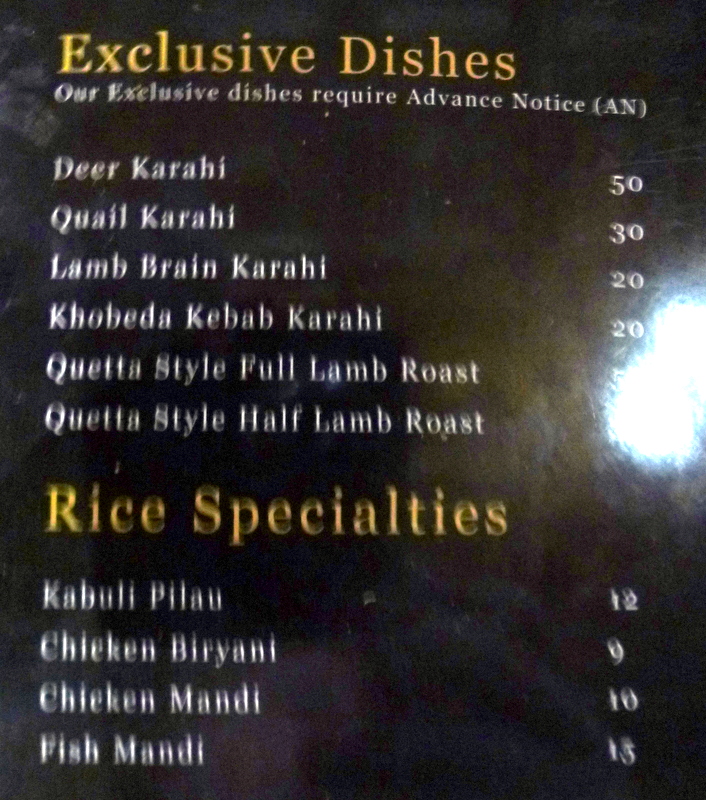 Exclusive Dishes
Our Exclusive dishes require Advance Notice (AN)
Deer Karahi 50
Quail Karahi 30
Lamb Brain Karahi 20
Khobeda Kebab Karahi 20
Quetta Style Full Lamb Roast
Quetta Style Half Lamb Roast
Rice Specialties
Kabuli Pilau 12
Chicken Biryani 9
Chicken Mandi 10
Fish Mandi 15